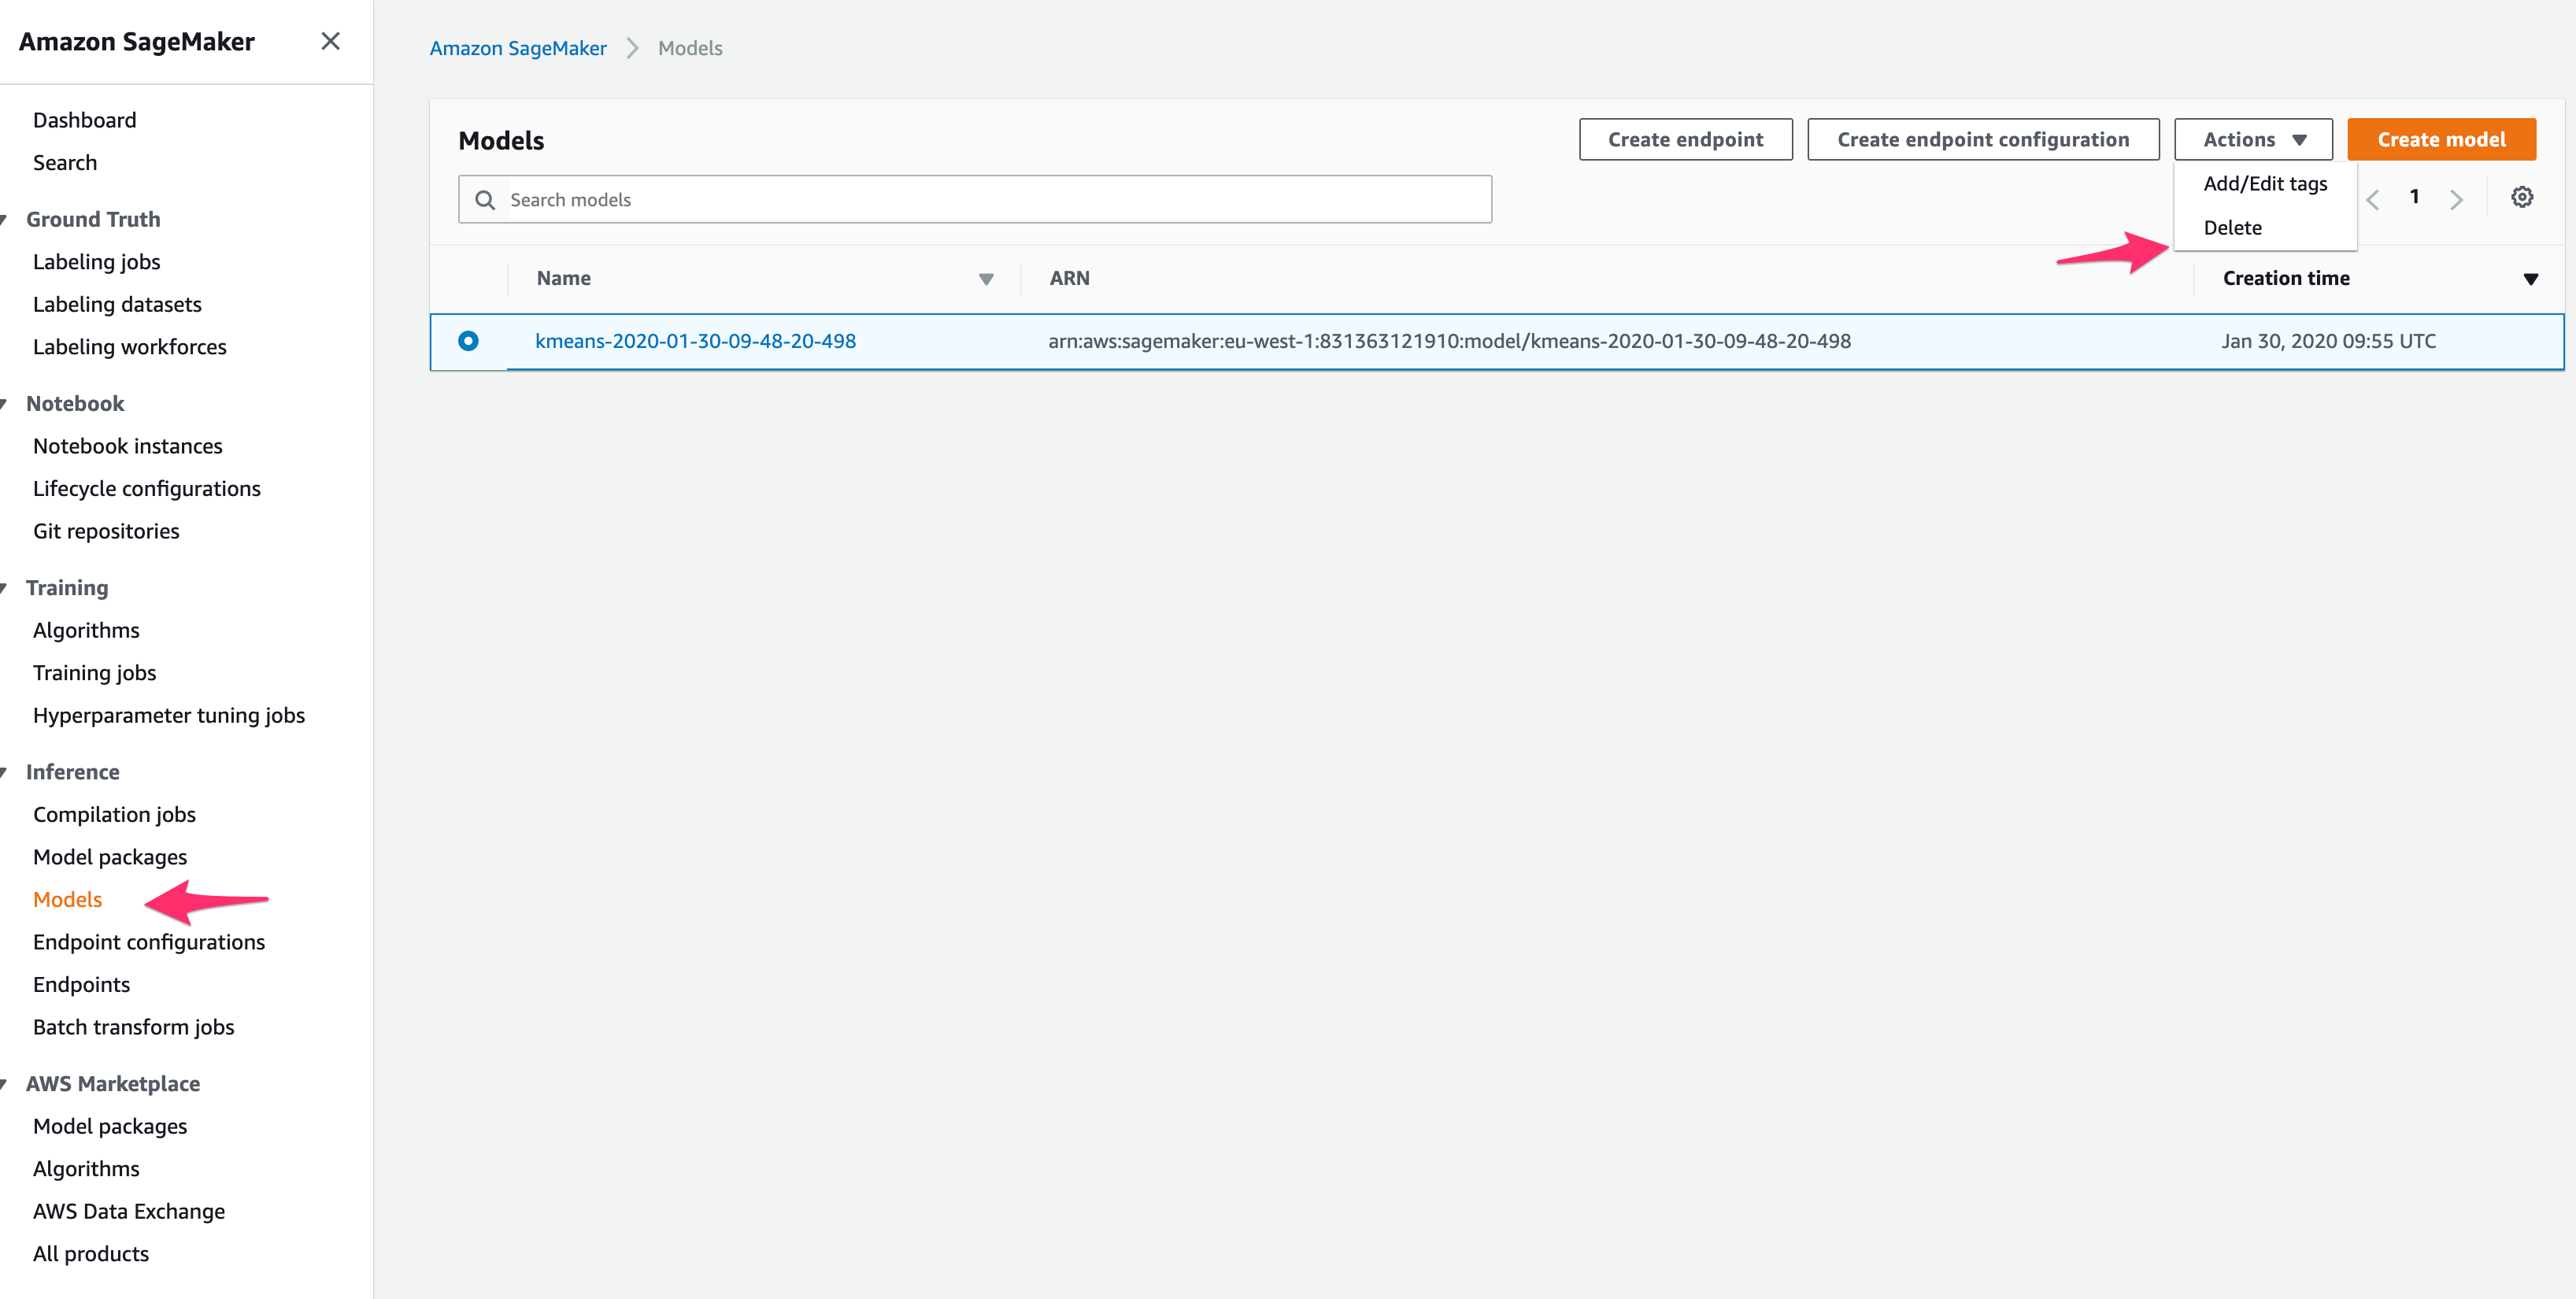 Amazon SageMaker
Dashboard
Search
Ground Truth
Labeling jobs
Labeling datasets
Labeling workforces
Notebook
Notebook instances
Lifecycle configurations
Git repositories
Training
Algorithms
Training jobs
Hyperparameter tuning jobs
Inference
Compilation jobs
Model packages
Models
Endpoint configurations
Endpoints
Batch transform jobs
AWS Marketplace
Model packages
Algorithms
AWS Data Exchange
All products
Amazon SageMaker Models
Models
Create endpoint
Create endpoint configuration
Actions
Create model
Search models
Add/Edit tags
Delete
1
Name
ARN
Creation time
kmeans-2020-01-30-09-48-20-498
arn:aws:sagemaker:eu-west-1:831363121910:model/kmeans-2020-01-30-09-48-20-498
Jan 30, 2020 09:55 UTC